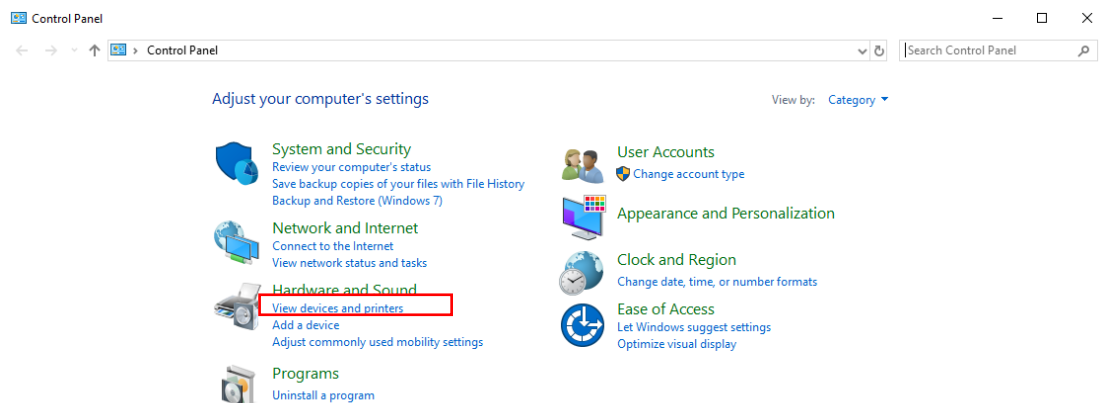 Control Panel
Control Panel
Search Control Panel
Adjust your computer's settings
View by: Category
System and Security
Review your computer's status
Save backup copies of your files with File History
Backup and Restore (Windows 7)
Network and Internet
Connect to the Internet
View network status and tasks
Hardware and Sound
View devices and printers
Add a device
Adjust commonly used mobility settings
Programs
Uninstall a program
User Accounts
Change account type
Appearance and Personalization
Clock and Region
Change date, time, or number formats
Ease of Access
Let Windows suggest settings
Optimize visual display